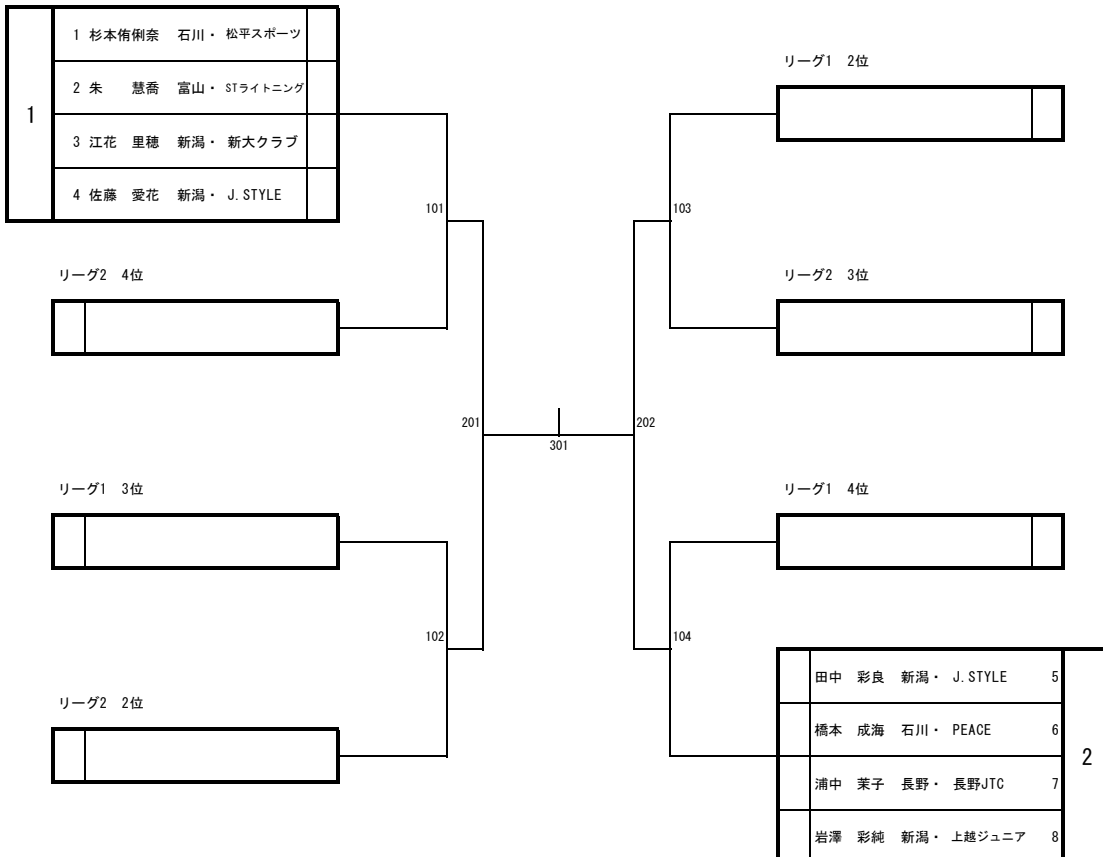 1
1 杉本侑俐奈 石川・ 松平スポーツ
2 朱 慧喬 富山・ STライトニング
3 江花 里穂 新潟・ 新大クラブ
4 佐藤 愛花 新潟・ J.STYLE
リーグ2 4位
リーグ1 3位
リーグ2 2位
101
102
201
301
202
103
104
リーグ1 2位
リーグ2 3位
リーグ1 4位
田中 彩良 新潟・ J.STYLE 5
橋本 成海 石川・ PEACE 6
浦中 茉子 長野・ 長野JTC 7
岩澤 彩純 新潟・ 上越ジュニア 8
2